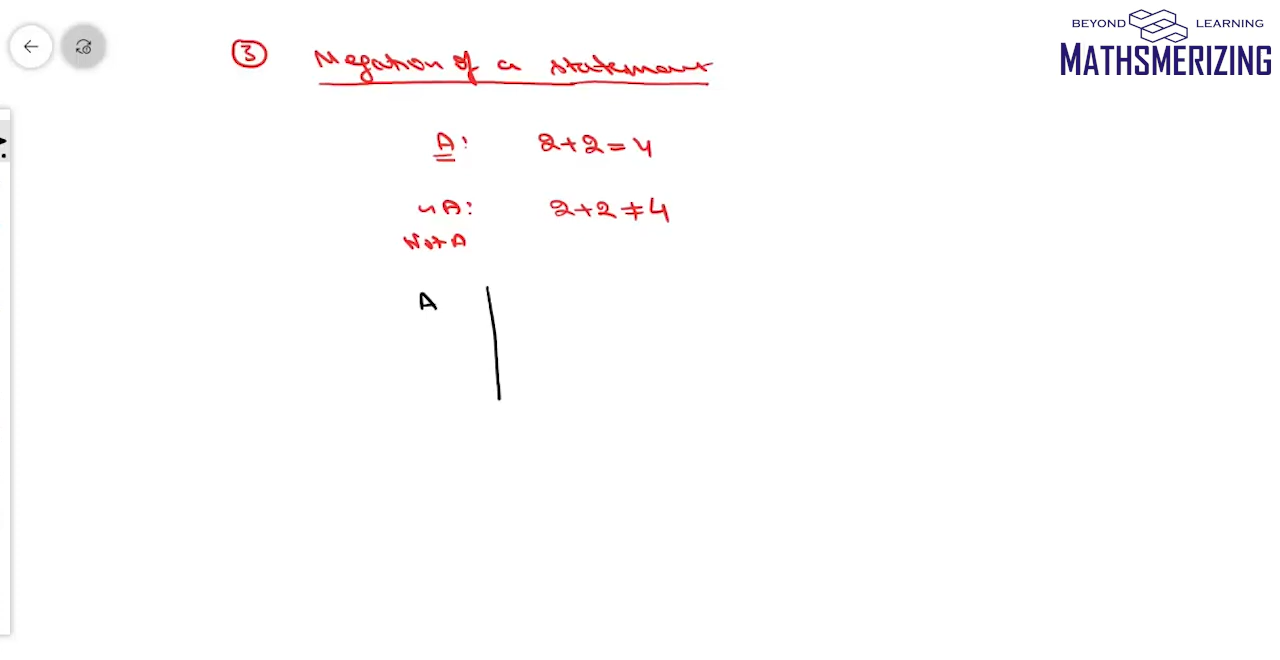 BEYOND LEARNING
MATHSMERIZING
③ Negation of a statement
A: 2+2=4
~A: 2+2≠4
Not A
A